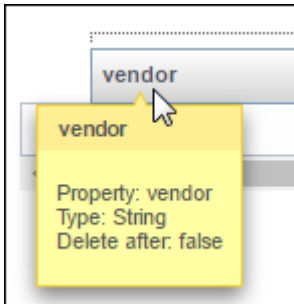 vendor
vendor
Property: vendor
Type: String
Delete after: false